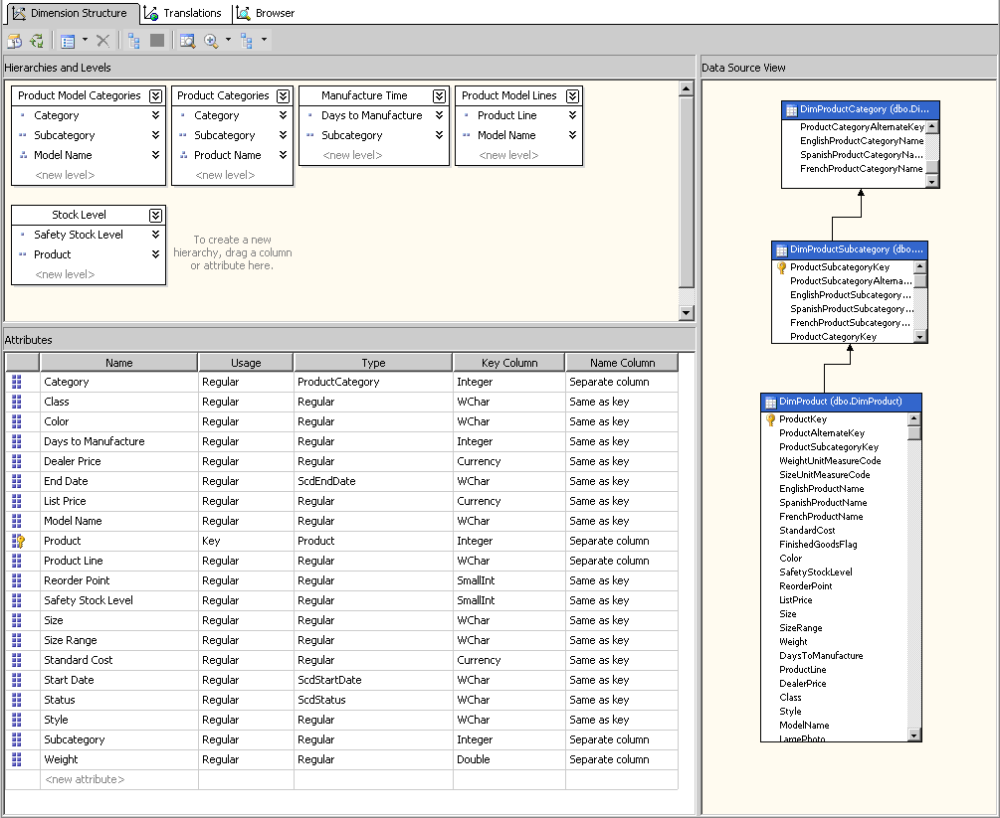 Dimension Structure Translations Browser
Hierarchies and Levels
Product Model Categories
Category
Subcategory
Model Name
<new level>
Product Categories
Category
Subcategory
Product Name
<new level>
Manufacture Time
Days to Manufacture
Subcategory
<new level>
Product Model Lines
Product Line
Model Name
<new level>
Stock Level
Safety Stock Level
Product
<new level>
To create a new
hierarchy, drag a column
or attribute here.
Attributes
Name Usage Type Key Column Name Column
Category Regular ProductCategory Integer Separate column
Class Regular Regular WChar Same as key
Color Regular Regular WChar Same as key
Days to Manufacture Regular Regular Integer Same as key
Dealer Price Regular Regular Currency Same as key
End Date Regular ScdEndDate WChar Same as key
List Price Regular Regular Currency Same as key
Model Name Regular Regular WChar Same as key
Product Key Product Integer Separate column
Product Line Regular Regular WChar Separate column
Reorder Point Regular Regular SmallInt Same as key
Safety Stock Level Regular Regular SmallInt Same as key
Size Regular Regular WChar Same as key
Size Range Regular Regular WChar Same as key
Standard Cost Regular Regular Currency Same as key
Start Date Regular ScdStartDate WChar Same as key
Status Regular ScdStatus WChar Same as key
Style Regular Regular WChar Same as key
Subcategory Regular Regular Integer Separate column
Weight Regular Regular Double Separate column
<new attribute>
Data Source View
DimProductCategory (dbo.Di...
ProductCategoryAlternateKey
EnglishProductCategoryName
SpanishProductCategoryNa...
FrenchProductCategoryName
DimProductSubcategory (dbo....
ProductSubcategoryKey
ProductSubcategoryAlterna...
EnglishProductSubcategory...
SpanishProductSubcategory...
FrenchProductSubcategory...
ProductCategoryKey
DimProduct (dbo.DimProduct)
ProductKey
ProductAlternateKey
ProductSubcategoryKey
WeightUnitMeasureCode
SizeUnitMeasureCode
EnglishProductName
SpanishProductName
FrenchProductName
StandardCost
FinishedGoodsFlag
Color
SafetyStockLevel
ReorderPoint
ListPrice
Size
SizeRange
Weight
DaysToManufacture
ProductLine
DealerPrice
Class
Style
ModelName
LargePhoto